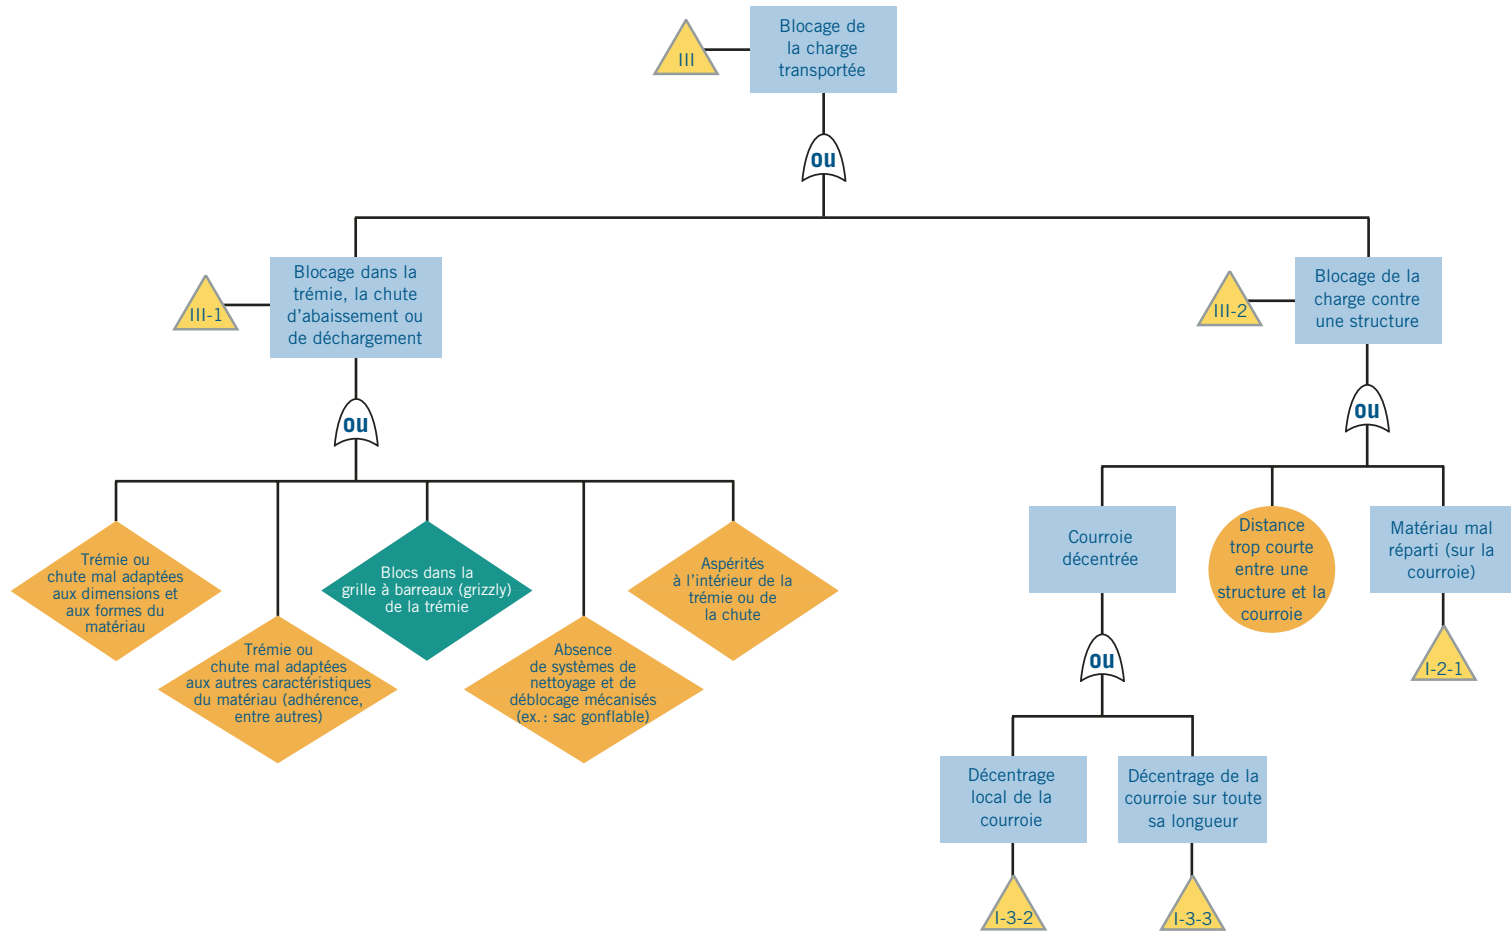 Blocage de
la charge
transportée
III
ou
Blocage dans la
trémie, la chute
d'abaissement ou
de déchargement
III-1
Blocage de la
charge contre
une structure
III-2
ou
ou
Trémie ou
chute mal adaptées
aux dimensions et
aux formes du
matériau
Trémie ou
chute mal adaptées
aux autres caractéristiques
du matériau (adhérence,
entre autres)
Blocs dans la
grille à barreaux (grizzly)
de la trémie
Absence
de systèmes de
nettoyage et de
déblocage mécanisés
(ex.: sac gonflable)
Aspérités
à l'intérieur de la
trémie ou de
la chute
Courroie
décentrée
Distance
trop courte
entre une
structure et la
courroie
Matériau mal
réparti (sur la
courroie)
I-2-1
ou
Décentrage
local de la
courroie
Décentrage de la
courroie sur toute
sa longueur
I-3-2
I-3-3